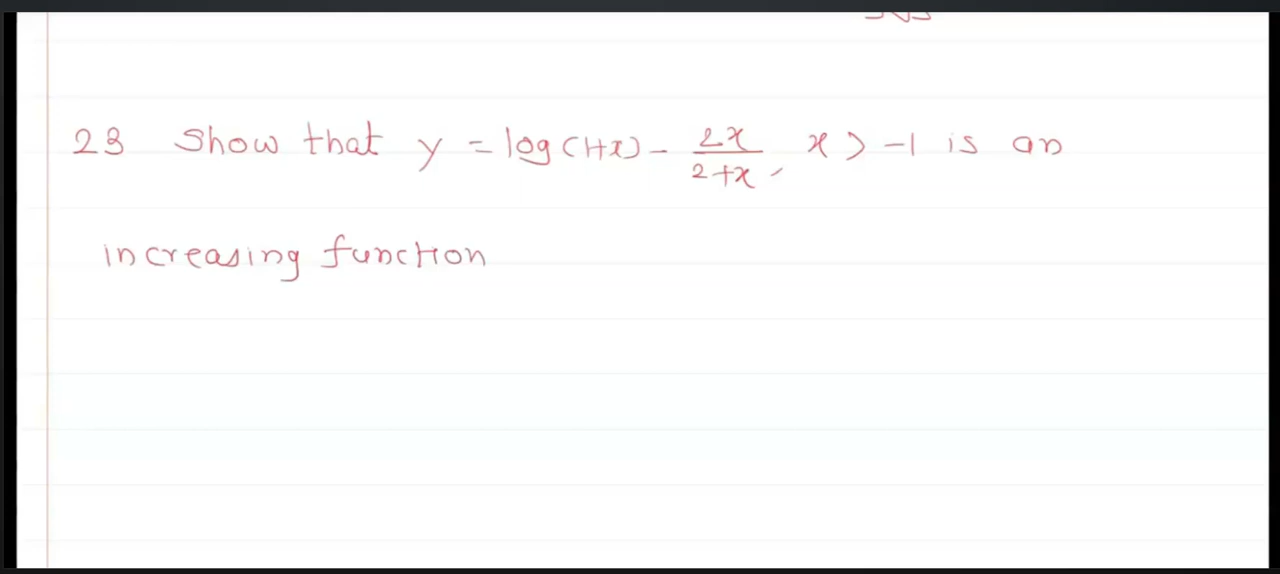 23 Show that y = log(1+x) - 2x/2+x, x > -1 is an
increasing function